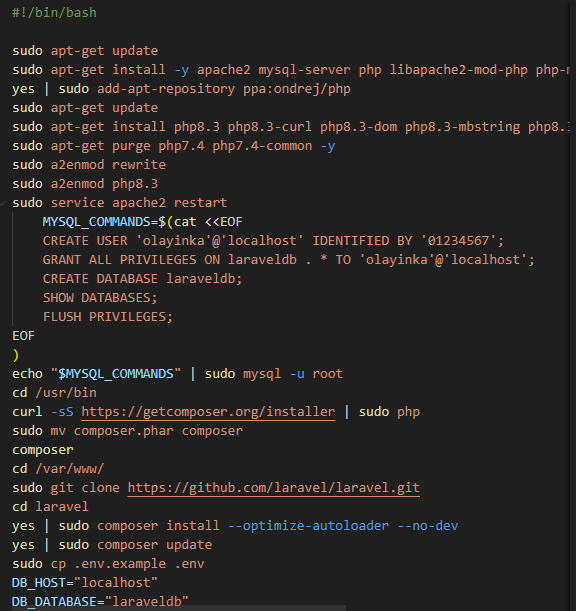 #!/bin/bash
sudo apt-get update
sudo apt-get install -y apache2 mysql-server php libapache2-mod-php
yes | sudo add-apt-repository ppa:ondrej/php
sudo apt-get update
sudo apt-get install php8.3 php8.3-curl php8.3-dom php8.3-mbstring php8.3
sudo apt-get purge php7.4 php7.4-common -y
sudo a2enmod rewrite
sudo a2enmod php8.3
sudo service apache2 restart
MYSQL_COMMANDS=$(cat <<EOF
CREATE USER 'olayinka'@'localhost' IDENTIFIED BY '01234567';
GRANT ALL PRIVILEGES ON laraveldb . * TO 'olayinka'@'localhost';
CREATE DATABASE laraveldb;
SHOW DATABASES;
FLUSH PRIVILEGES;
EOF
)
echo "$MYSQL_COMMANDS" | sudo mysql -u root
cd /usr/bin
curl -sS https://getcomposer.org/installer | sudo php
sudo mv composer.phar composer
composer
cd /var/www/
sudo git clone https://github.com/laravel/laravel.git
cd laravel
yes | sudo composer install --optimize-autoloader --no-dev
yes | sudo composer update
sudo cp .env.example .env
DB_HOST="localhost"
DB_DATABASE="laraveldb"